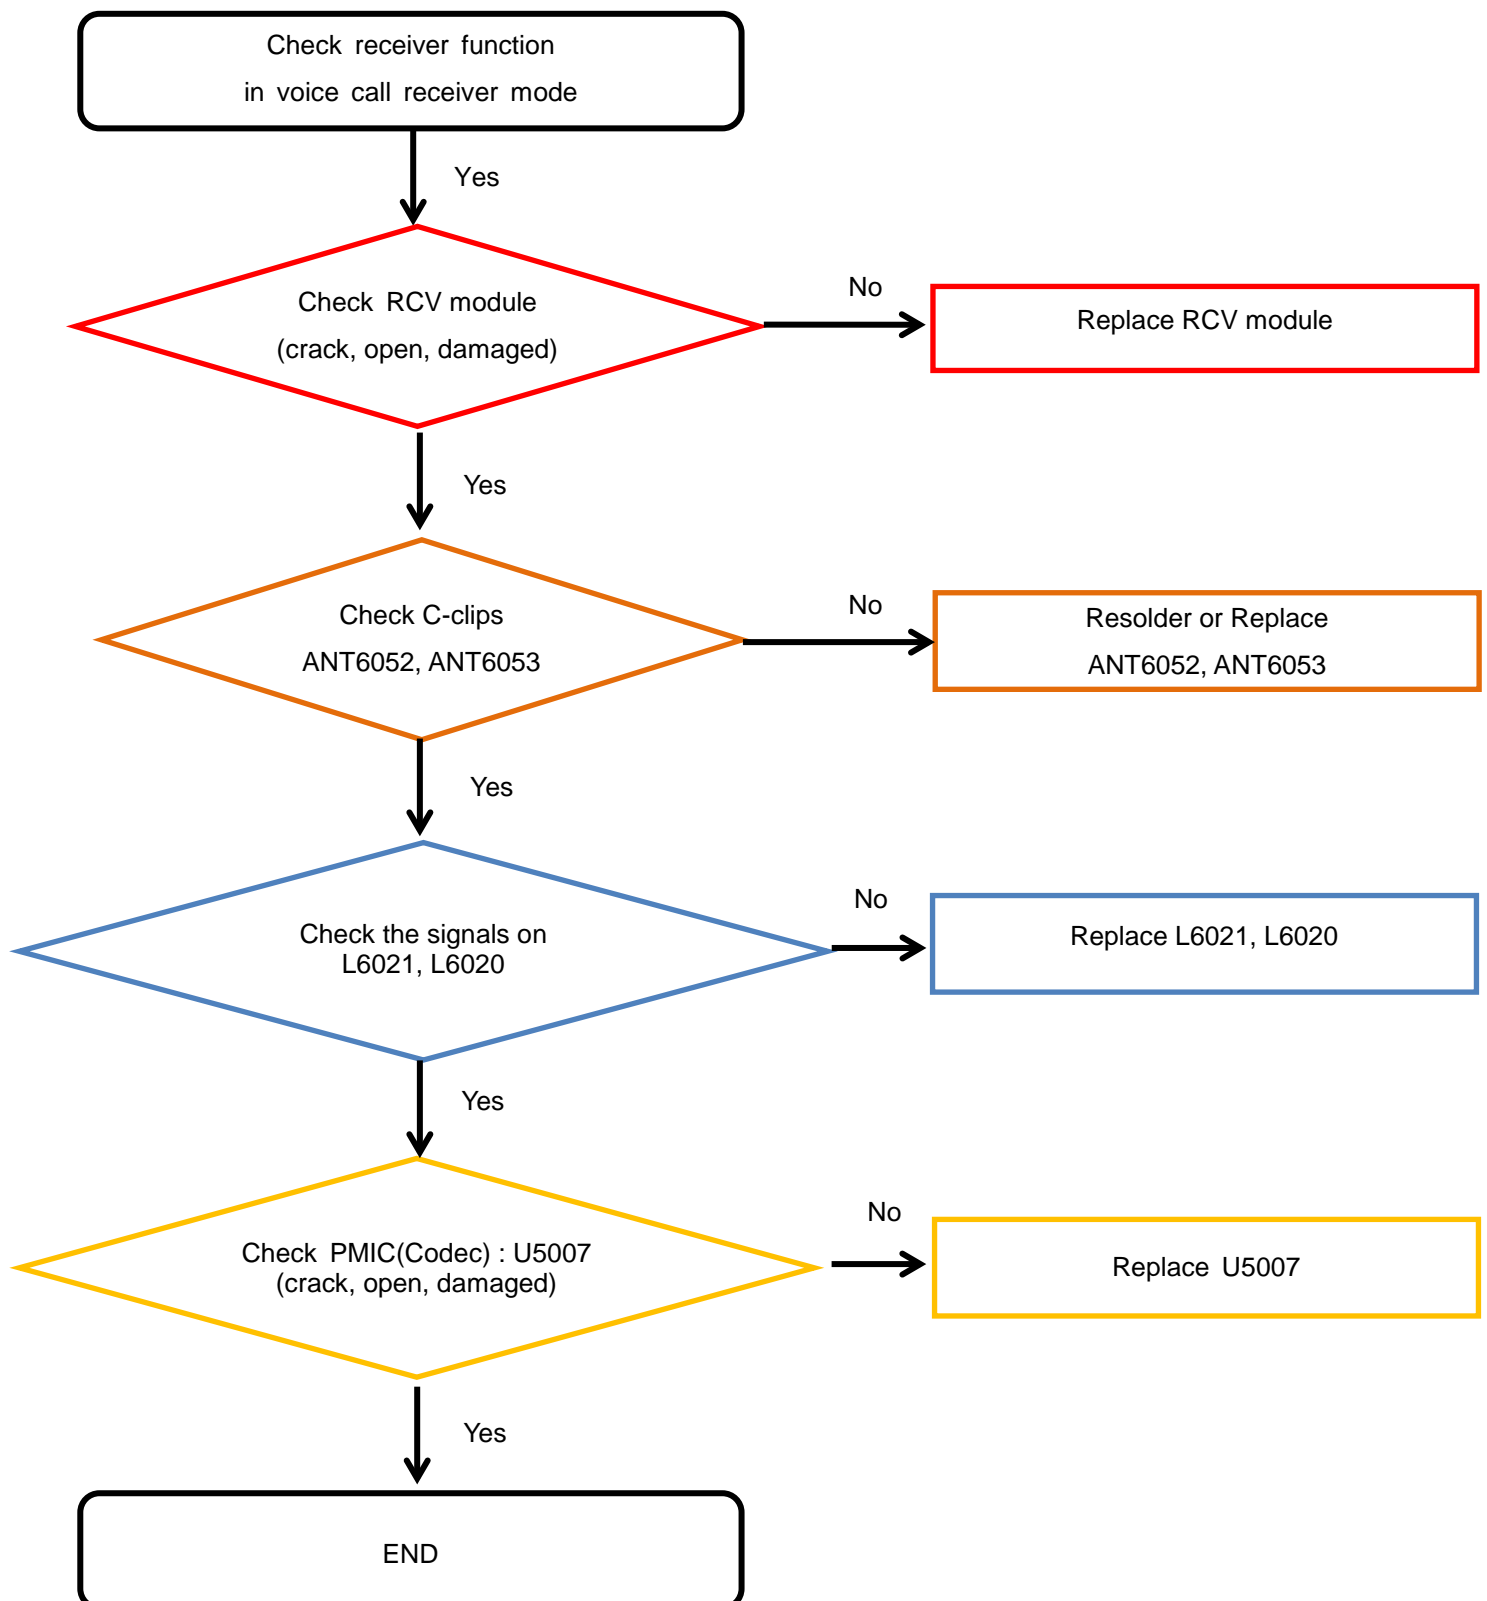 Check receiver function
in voice call receiver mode
Yes
Check RCV module
(crack, open, damaged)
No
Replace RCV module
Yes
Check C-clips
ANT6052, ANT6053
No
Resolder or Replace
ANT6052, ANT6053
Yes
Check the signals on
L6021, L6020
No
Replace L6021, L6020
Yes
Check PMIC(Codec) : U5007
(crack, open, damaged)
No
Replace U5007
Yes
END